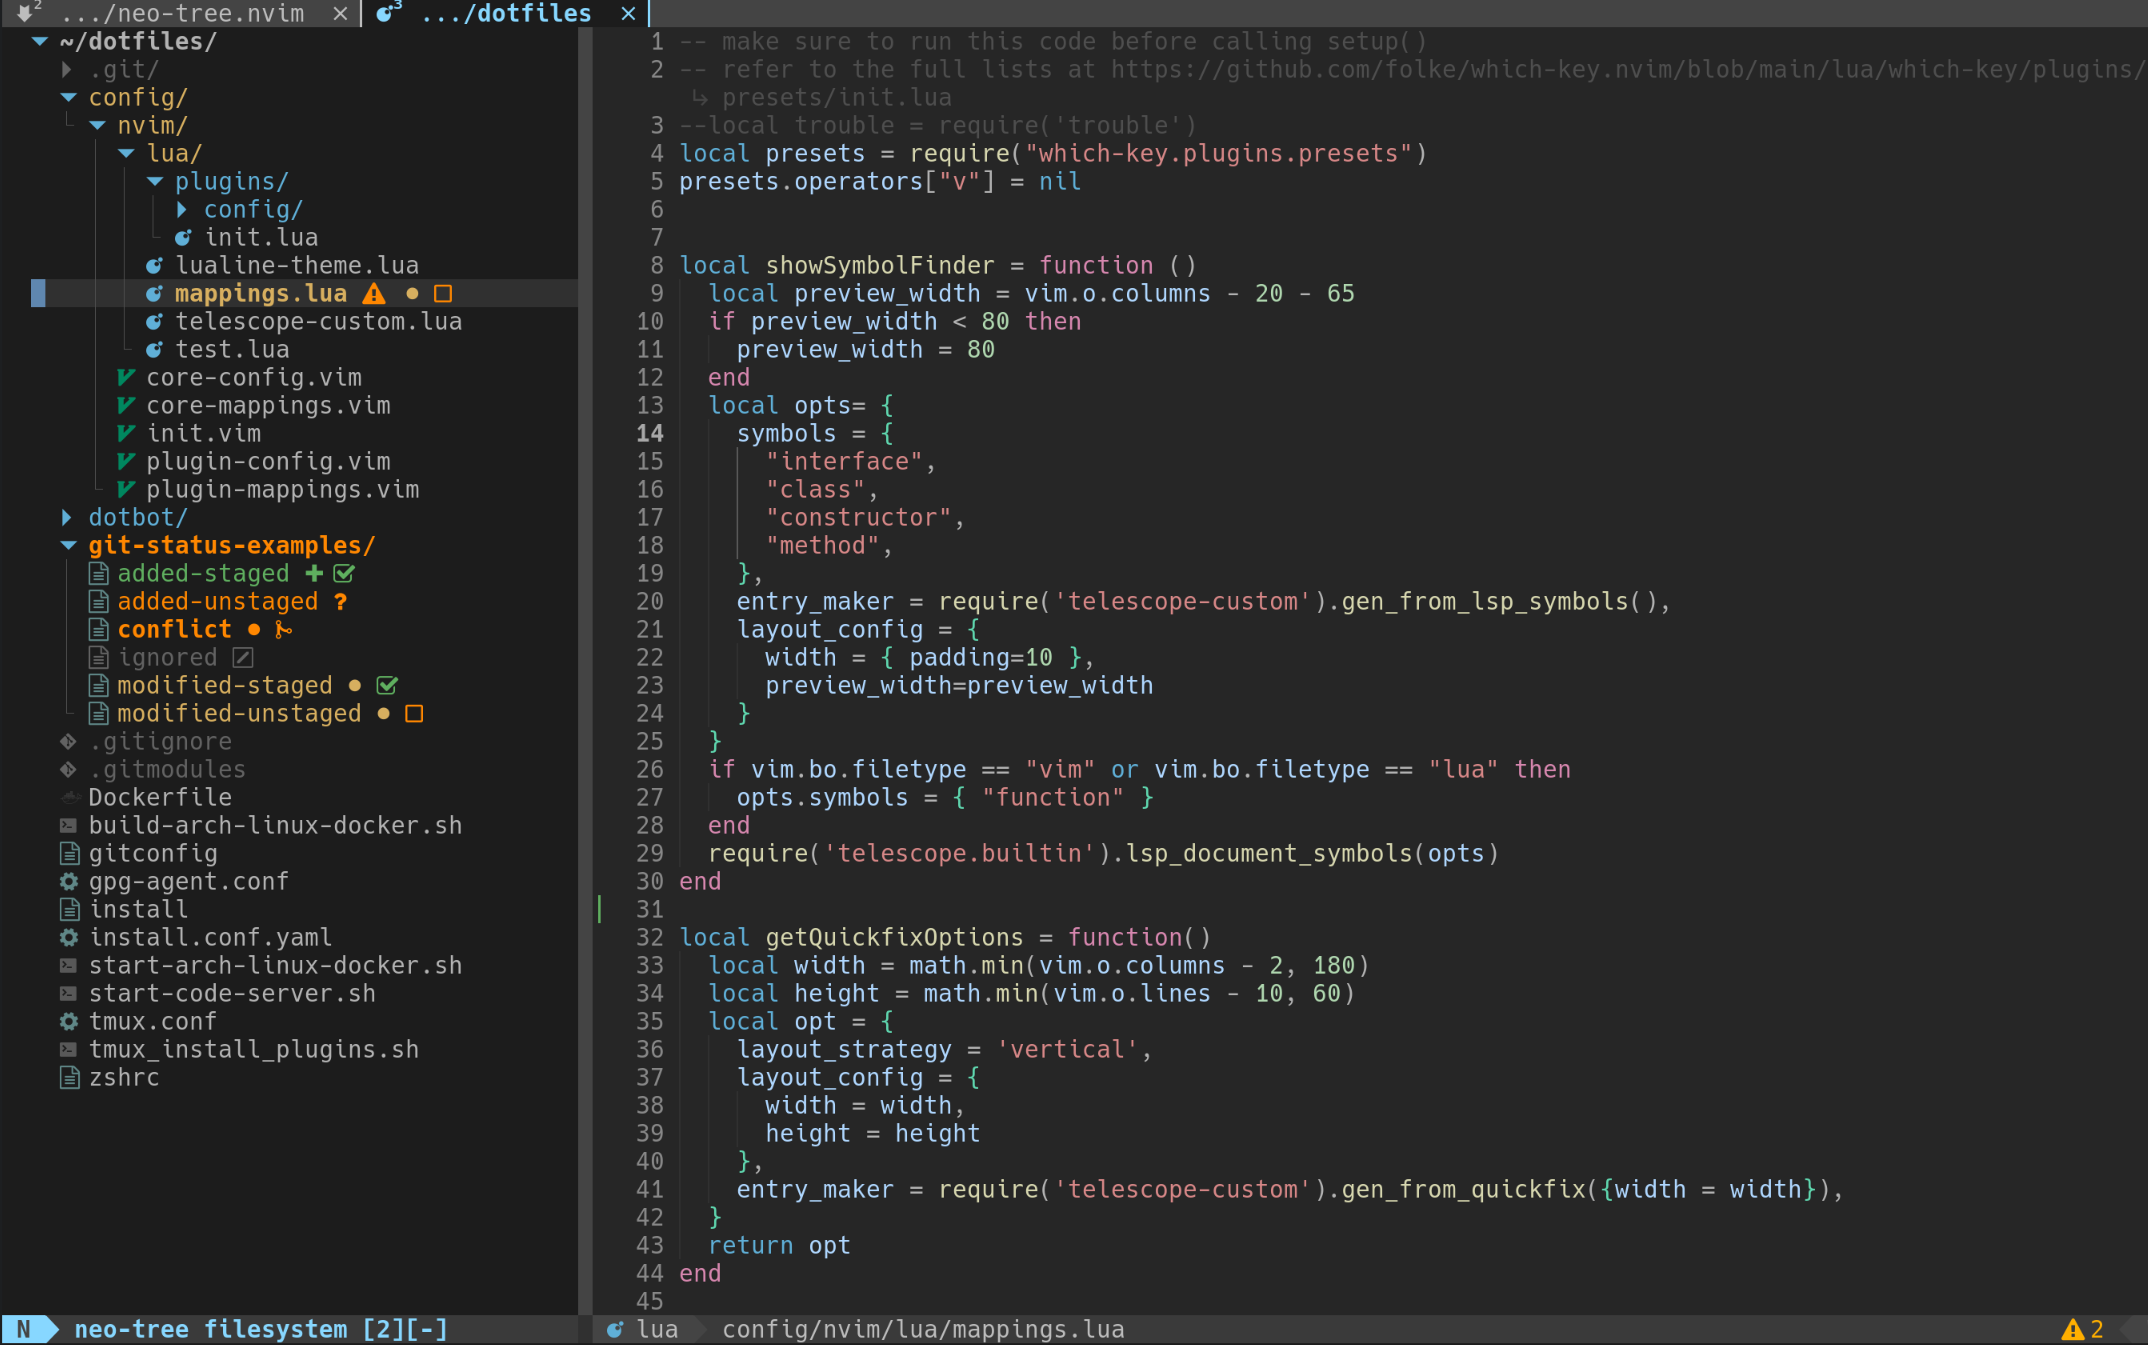 2 .../neo-tree.nvim × 3 .../dotfiles ×
~/dotfiles/
.git/
config/
nvim/
lua/
plugins/
config/
init.lua
lualine-theme.lua
mappings.lua
telescope-custom.lua
test.lua
core-config.vim
core-mappings.vim
init.vim
plugin-config.vim
plugin-mappings.vim
dotbot/
git-status-examples/
added-staged
added-unstaged ?
conflict
ignored
modified-staged
modified-unstaged
.gitignore
.gitmodules
Dockerfile
build-arch-linux-docker.sh
gitconfig
gpg-agent.conf
install
install.conf.yaml
start-arch-linux-docker.sh
start-code-server.sh
tmux.conf
tmux_install_plugins.sh
zshrc
1 -- make sure to run this code before calling setup()
2 -- refer to the full lists at https://github.com/folke/which-key.nvim/blob/main/lua/which-key/plugins/
↳ presets/init.lua
3 --local trouble = require('trouble')
4 local presets = require("which-key.plugins.presets")
5 presets.operators["v"] = nil
6
7
8 local showSymbolFinder = function ()
9   local preview_width = vim.o.columns - 20 - 65
10   if preview_width < 80 then
11     preview_width = 80
12   end
13   local opts= {
14     symbols = {
15       "interface",
16       "class",
17       "constructor",
18       "method",
19     },
20     entry_maker = require('telescope-custom').gen_from_lsp_symbols(),
21     layout_config = {
22       width = { padding=10 },
23       preview_width=preview_width
24     }
25   }
26   if vim.bo.filetype == "vim" or vim.bo.filetype == "lua" then
27     opts.symbols = { "function" }
28   end
29   require('telescope.builtin').lsp_document_symbols(opts)
30 end
31
32 local getQuickfixOptions = function()
33   local width = math.min(vim.o.columns - 2, 180)
34   local height = math.min(vim.o.lines - 10, 60)
35   local opt = {
36     layout_strategy = 'vertical',
37     layout_config = {
38       width = width,
39       height = height
40     },
41     entry_maker = require('telescope-custom').gen_from_quickfix({width = width}),
42   }
43   return opt
44 end
45
N neo-tree filesystem [2][-] lua config/nvim/lua/mappings.lua 2